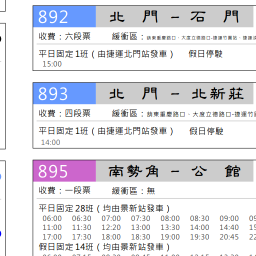 892 北 門 - 石 門
收費：六段票 緩衝區：
平日固定1班（由捷運北門站發車） 假日停駛
15:00
893 北 門 - 北新莊
收費：四段票 緩衝區：
平日固定1班（由捷運北門站發車） 假日停駛
14:00
895 南勢角 - 公 館
收費：一段票 緩衝區：無
平日固定28班（均由景新站發車）
06:00 06:30 07:00 07:30 08:00 08:30 09:00 09
11:00 11:30 12:20 13:00 13:30 14:00 14:40 15
17:00 17:30 18:00 18:30 19:00 19:30 20:45 22
假日固定14班（均由景新站發車）